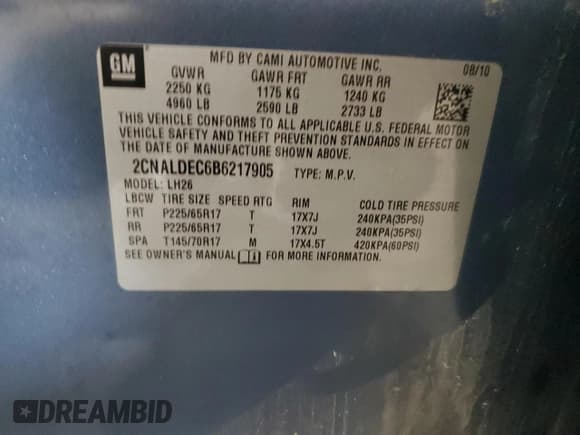 GM
MFD BY CAMI AUTOMOTIVE INC.
08/10
GVWR GAWR FRT GAWR RR
2250 KG 1175 KG 1240 KG
4960 LB 2590 LB 2733 LB
THIS VEHICLE CONFORMS TO ALL APPLICABLE U.S. FEDERAL MOTOR
VEHICLE SAFETY AND THEFT PREVENTION STANDARDS IN EFFECT ON
THE DATE OF MANUFACTURE SHOWN ABOVE.
2CNALDEC6B6217905 TYPE: M.P.V.
MODEL: LH26
LBCW TIRE SIZE SPEED RTG RIM COLD TIRE PRESSURE
FRT P225/65R17 T 17X7J 240KPA(35PSI)
RR P225/65R17 T 17X7J 240KPA(35PSI)
SPA T145/70R17 M 17X4.5T 420KPA(60PSI)
SEE OWNER'S MANUAL FOR MORE INFORMATION.
DREAMBID